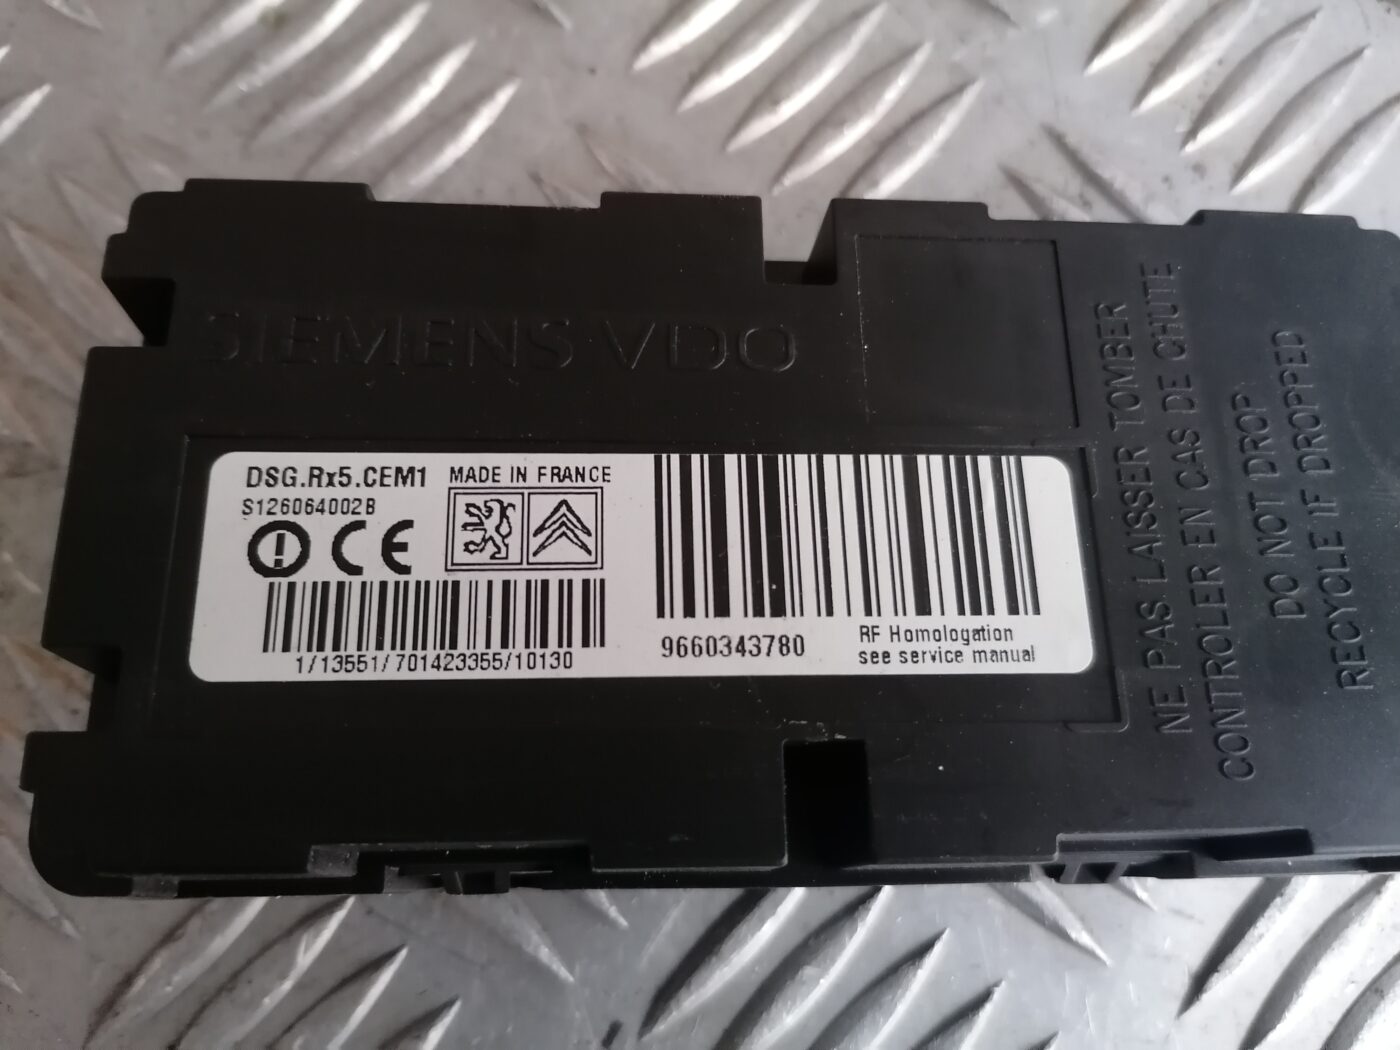 SIEMENS VDO
DSG.Rx5.CEM1 MADE IN FRANCE
S126064002B
CE
1/13551/701423355/10130
9660343780
RF Homologation
see service manual
NE PAS LAISSER TOMBER
CONTROLER EN CAS DE CHUTE
DO NOT DROP
RECYCLE IF DROPPED